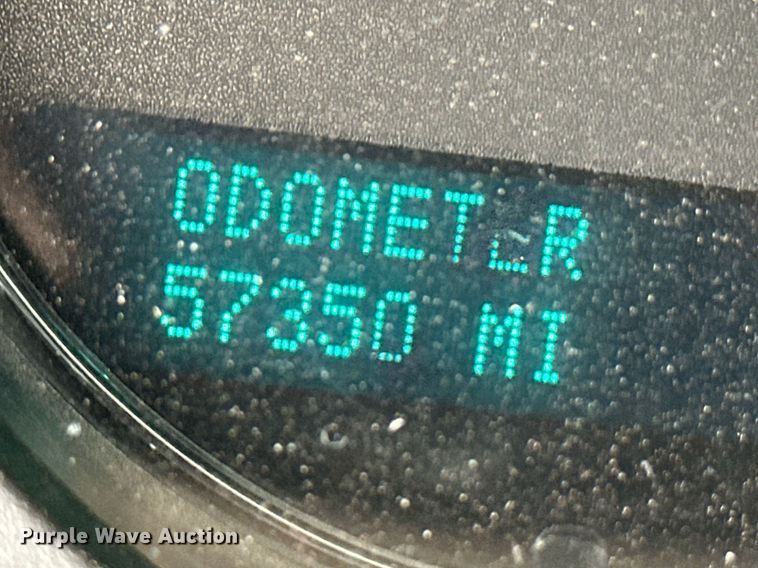 ODOMETER
57350 MI
Purple Wave Auction